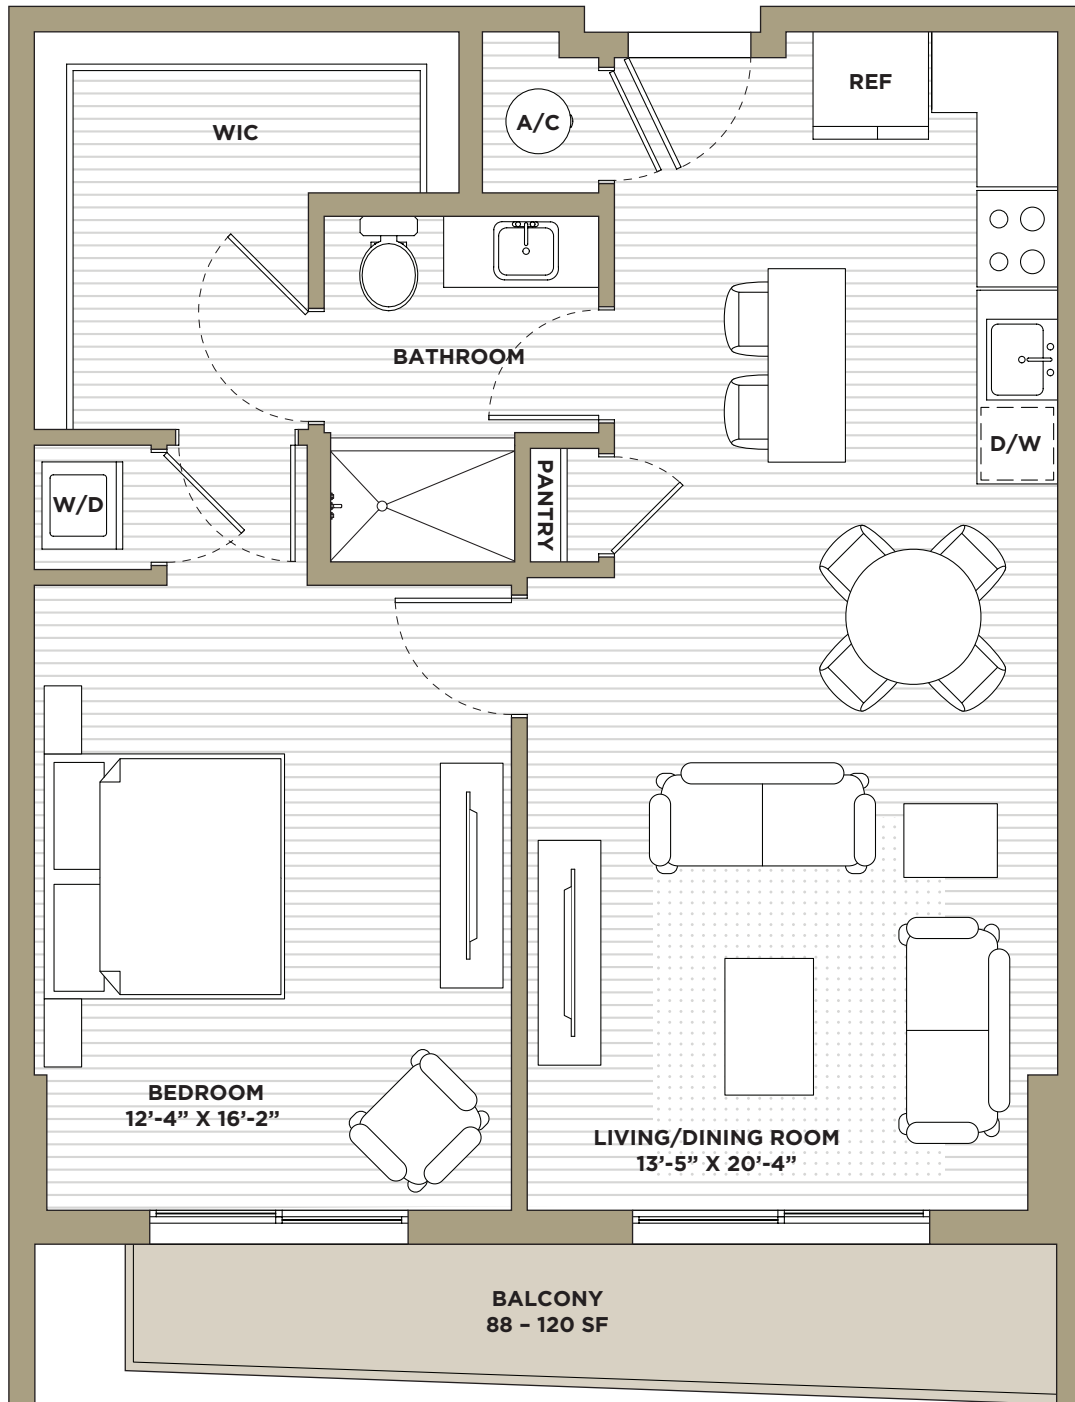 WIC
A/C
REF
BATHROOM
D/W
W/D
PANTRY
BEDROOM
12’-4” X 16’-2”
LIVING/DINING ROOM
13’-5” X 20’-4”
BALCONY
88 – 120 SF